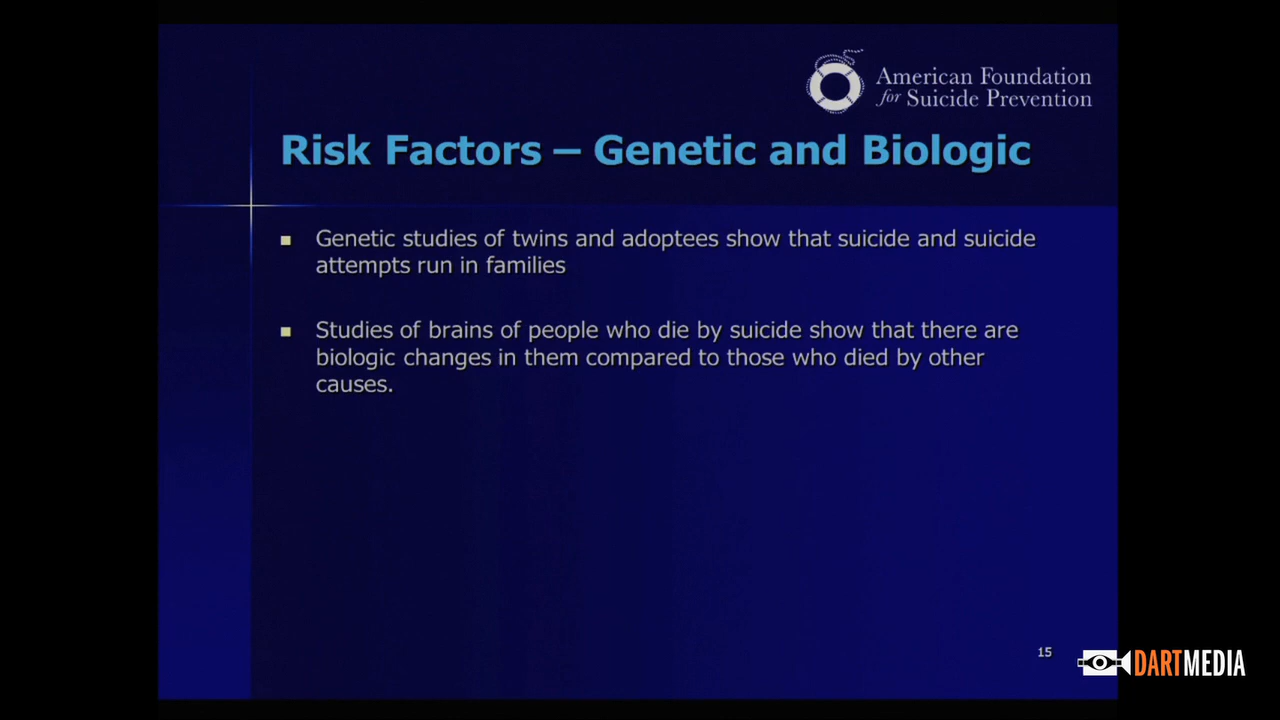 American Foundation
for Suicide Prevention
Risk Factors – Genetic and Biologic
Genetic studies of twins and adoptees show that suicide and suicide
attempts run in families
Studies of brains of people who die by suicide show that there are
biologic changes in them compared to those who died by other
causes.
15
DARTMEDIA